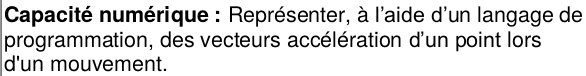 Capacité numérique : Représenter, à l’aide d’un langage de
programmation, des vecteurs accélération d’un point lors
d'un mouvement.